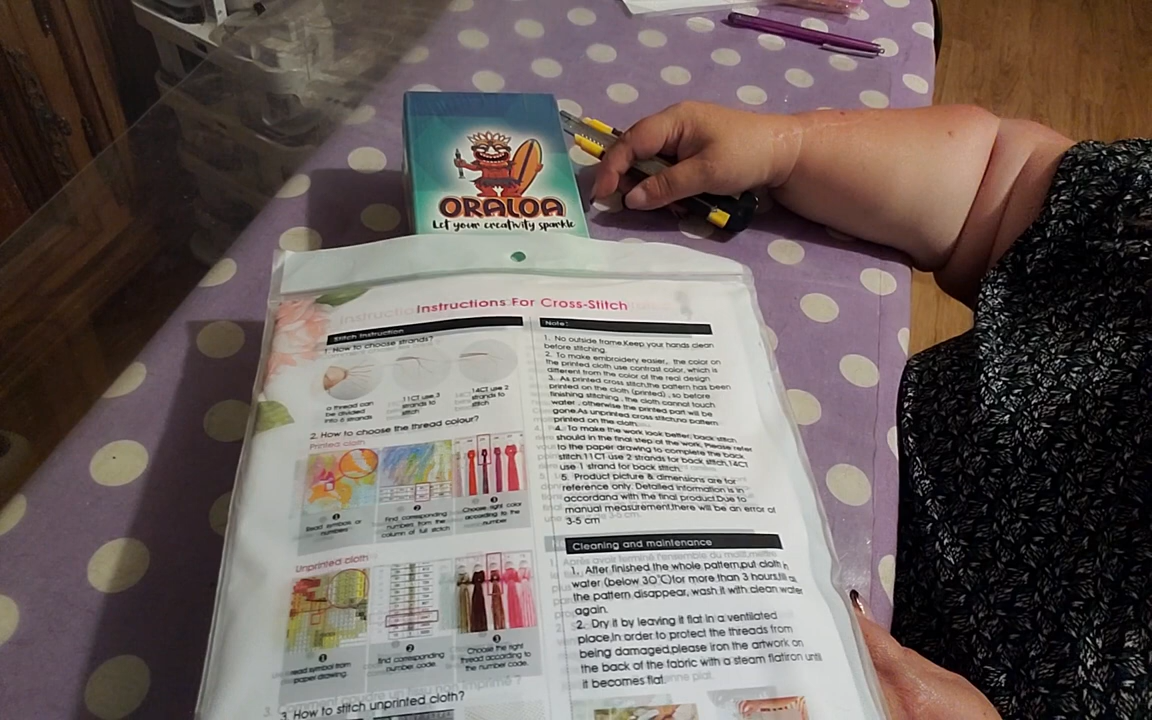 ORALOA
Let your creativity sparkle
Instructions For Cross-Stitch
Stitch Instruction
1. How to choose strands?
a thread can
be divided
into 6 strands
11CT use 3
strands to
stitch
14CT use 2
strands to
stitch
2. How to choose the thread colour?
Printed cloth
Read symbols or
numbers
Find corresponding
numbers from the
column of full stitch
Choose right color
according to the
number
Unprinted cloth
read symbol from
paper drawing.
find corresponding
number code.
Choose the right
thread according to
the number code.
3. How to stitch unprinted cloth?
Note:
1. No outside frame,Keep your hands clean
before stitching.
2. To make embroidery easier, the color on
the printed cloth use contrast color, which is
different from the color of the real design
3. As printed cross stitch,the pattern has been
printed on the cloth (printed) , so before
finishing stitching , the cloth cannot touch
water , otherwise the printed part will be
gone.As unprinted cross stitch,no pattern
printed on the cloth.
4. To make the work look better, black stitch
should in the final step of the work, Please refer
to the paper drawing to complete the back
stitch.11CT use 2 strands for back stitch,14CT
use 1 strand for back stitch.
5. Product picture & dimensions are for
reference only. Detailed information is in
accordana with the final product.Due to
manual measurement,there will be an error of
3-5 cm
Cleaning and maintenance
1. After finished the whole pattern,put cloth in
water (below 30°C)for more than 3 hours,till
the pattern disappear, wash it with clean water
again.
2. Dry it by leaving it flat in a ventilated
place,In order to protect the threads from
being damaged,please iron the artwork on
the back of the fabric with a steam flatiron until
it becomes flat.